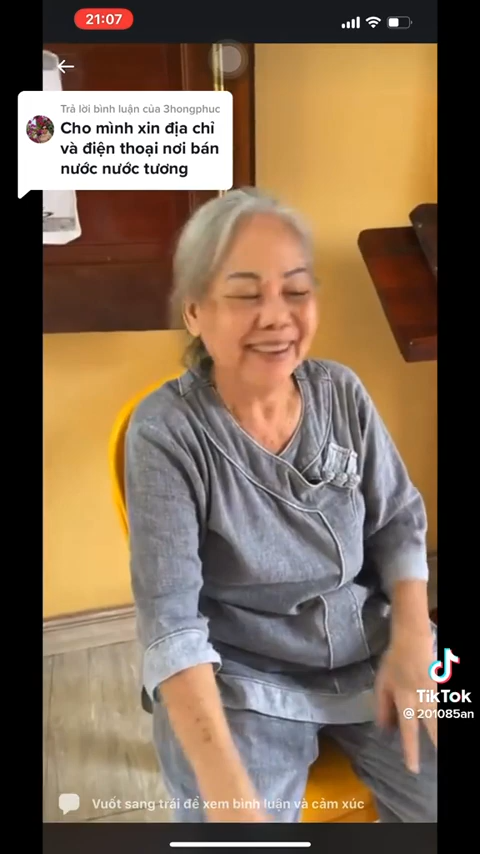 21:07
Trả lời bình luận của 3hongphuc
Cho mình xin địa chỉ
và điện thoại nơi bán
nước nước tương
TikTok
@ 201085an
Vuốt sang trái để xem bình luận và cảm xúc